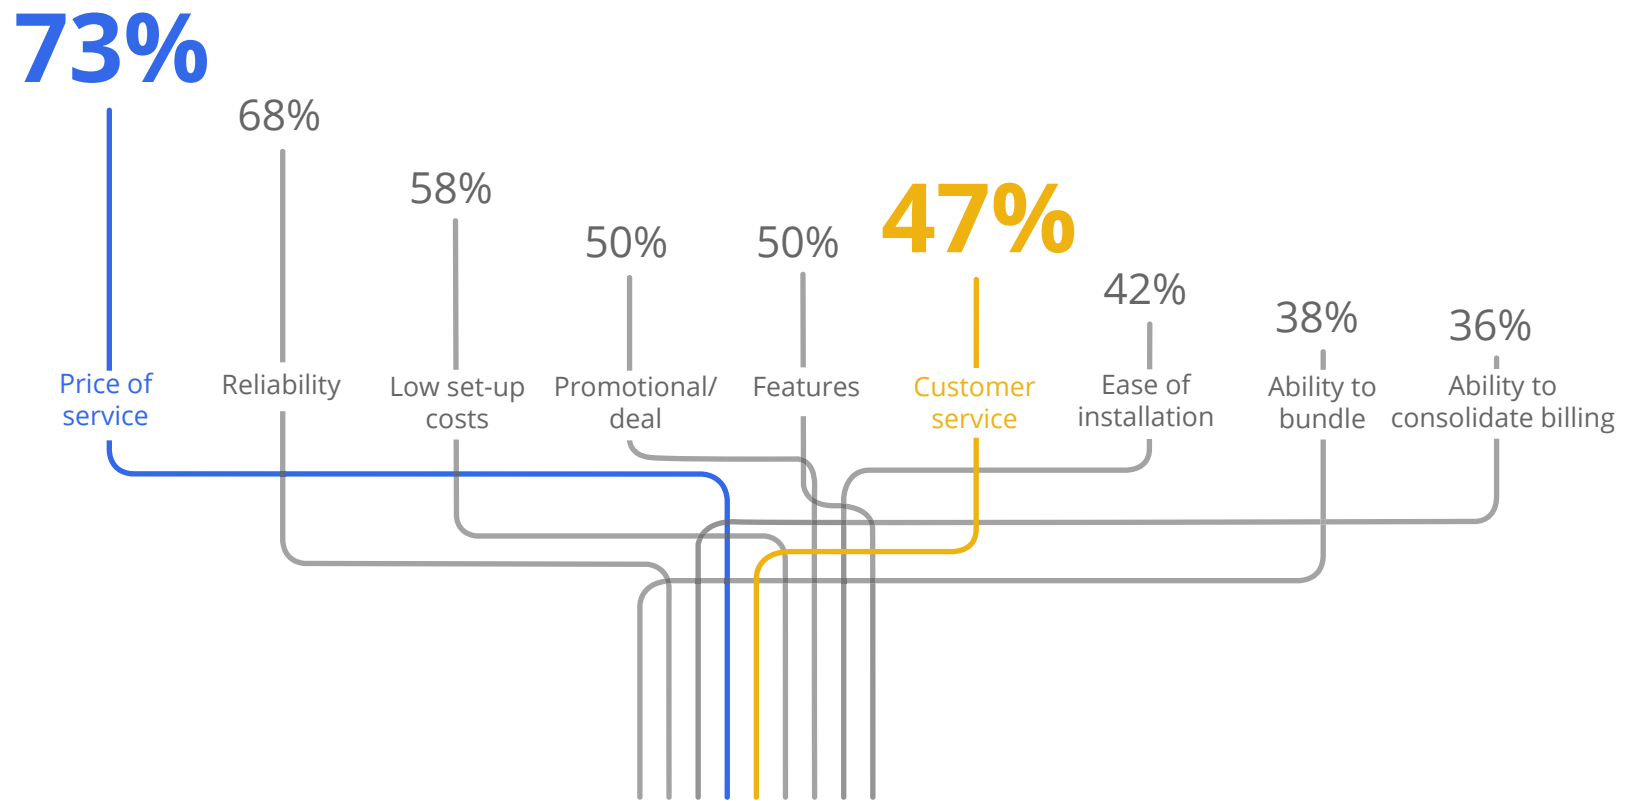 73%
68%
58%
50%
50%
47%
42%
38%
36%
Price of
service
Reliability
Low set-up
costs
Promotional/
deal
Features
Customer
service
Ease of
installation
Ability to
bundle
Ability to
consolidate billing